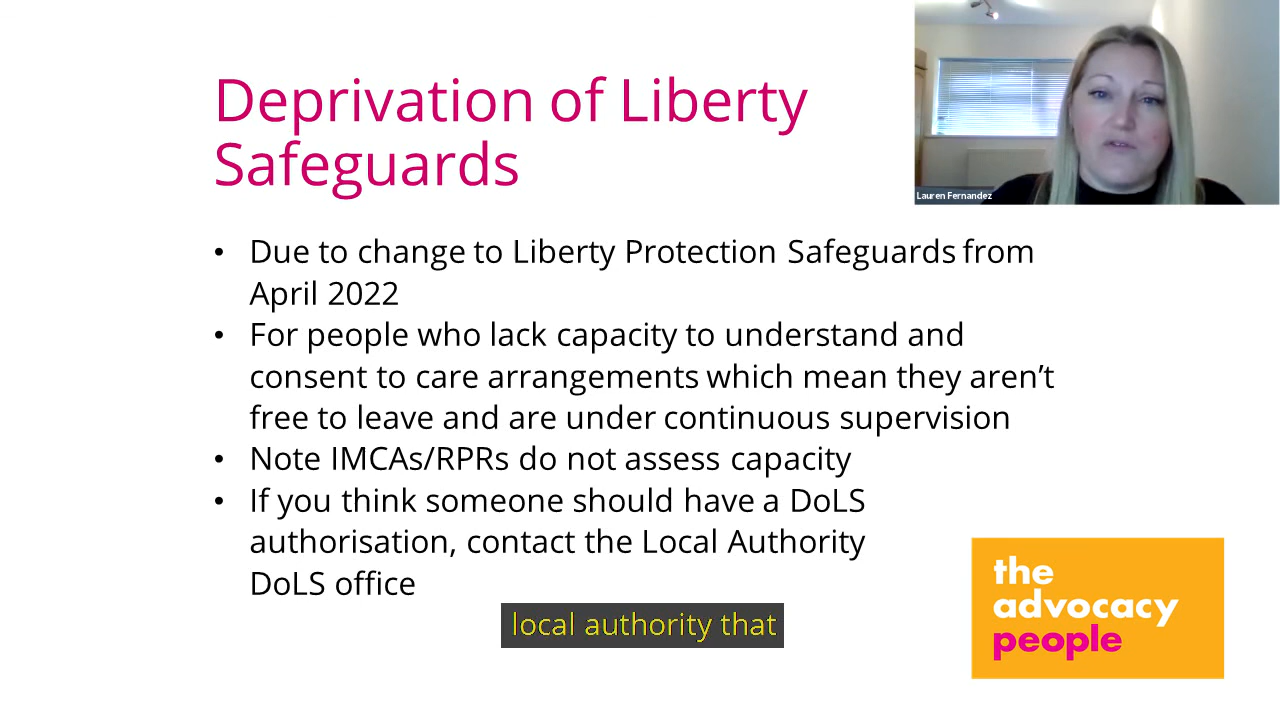 Deprivation of Liberty
Safeguards
Lauren Fernandez
• Due to change to Liberty Protection Safeguards from
April 2022
• For people who lack capacity to understand and
consent to care arrangements which mean they aren’t
free to leave and are under continuous supervision
• Note IMCAs/RPRs do not assess capacity
• If you think someone should have a DoLS
authorisation, contact the Local Authority
DoLS office
local authority that
the
advocacy
people